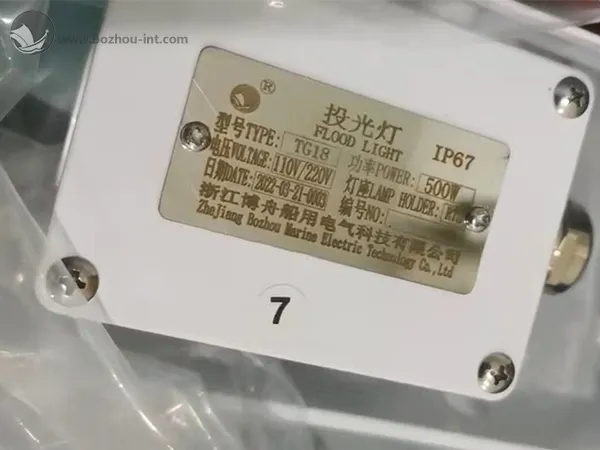 www.bozhou-int.com
®
投光灯
FLOOD LIGHT
IP67
型号TYPE: TG18 功率POWER: 500W
电压VOLTAGE: 110V/220V 灯座LAMP HOLDER:
日期DATE: 2022-03-21-0003 编号NO:
浙江博舟船用电气科技有限公司
ZheJiang Bozhou Marine Electric Technology Co.,Ltd
7